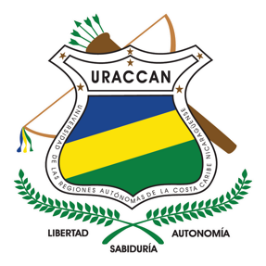 URACCAN
UNIVERSIDAD DE LAS REGIONES AUTÓNOMAS DE LA COSTA CARIBE NICARAGÜENSE
LIBERTAD
AUTONOMÍA
SABIDURÍA